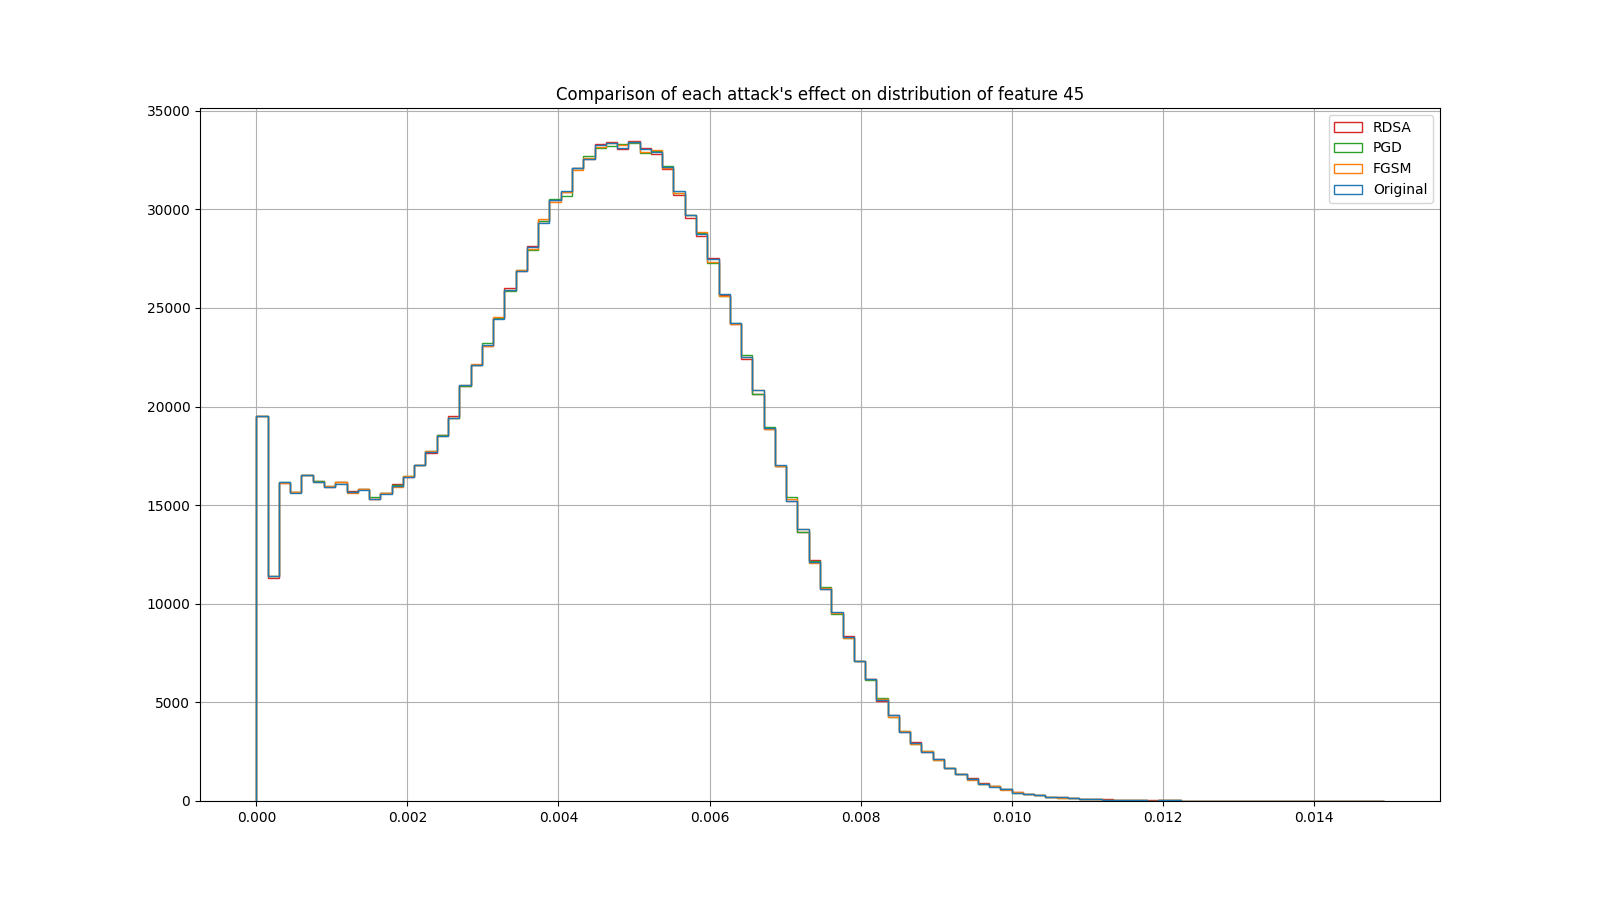 Comparison of each attack's effect on distribution of feature 45
35000
30000
25000
20000
15000
10000
5000
0
0.000 0.002 0.004 0.006 0.008 0.010 0.012 0.014
RDSA
PGD
FGSM
Original